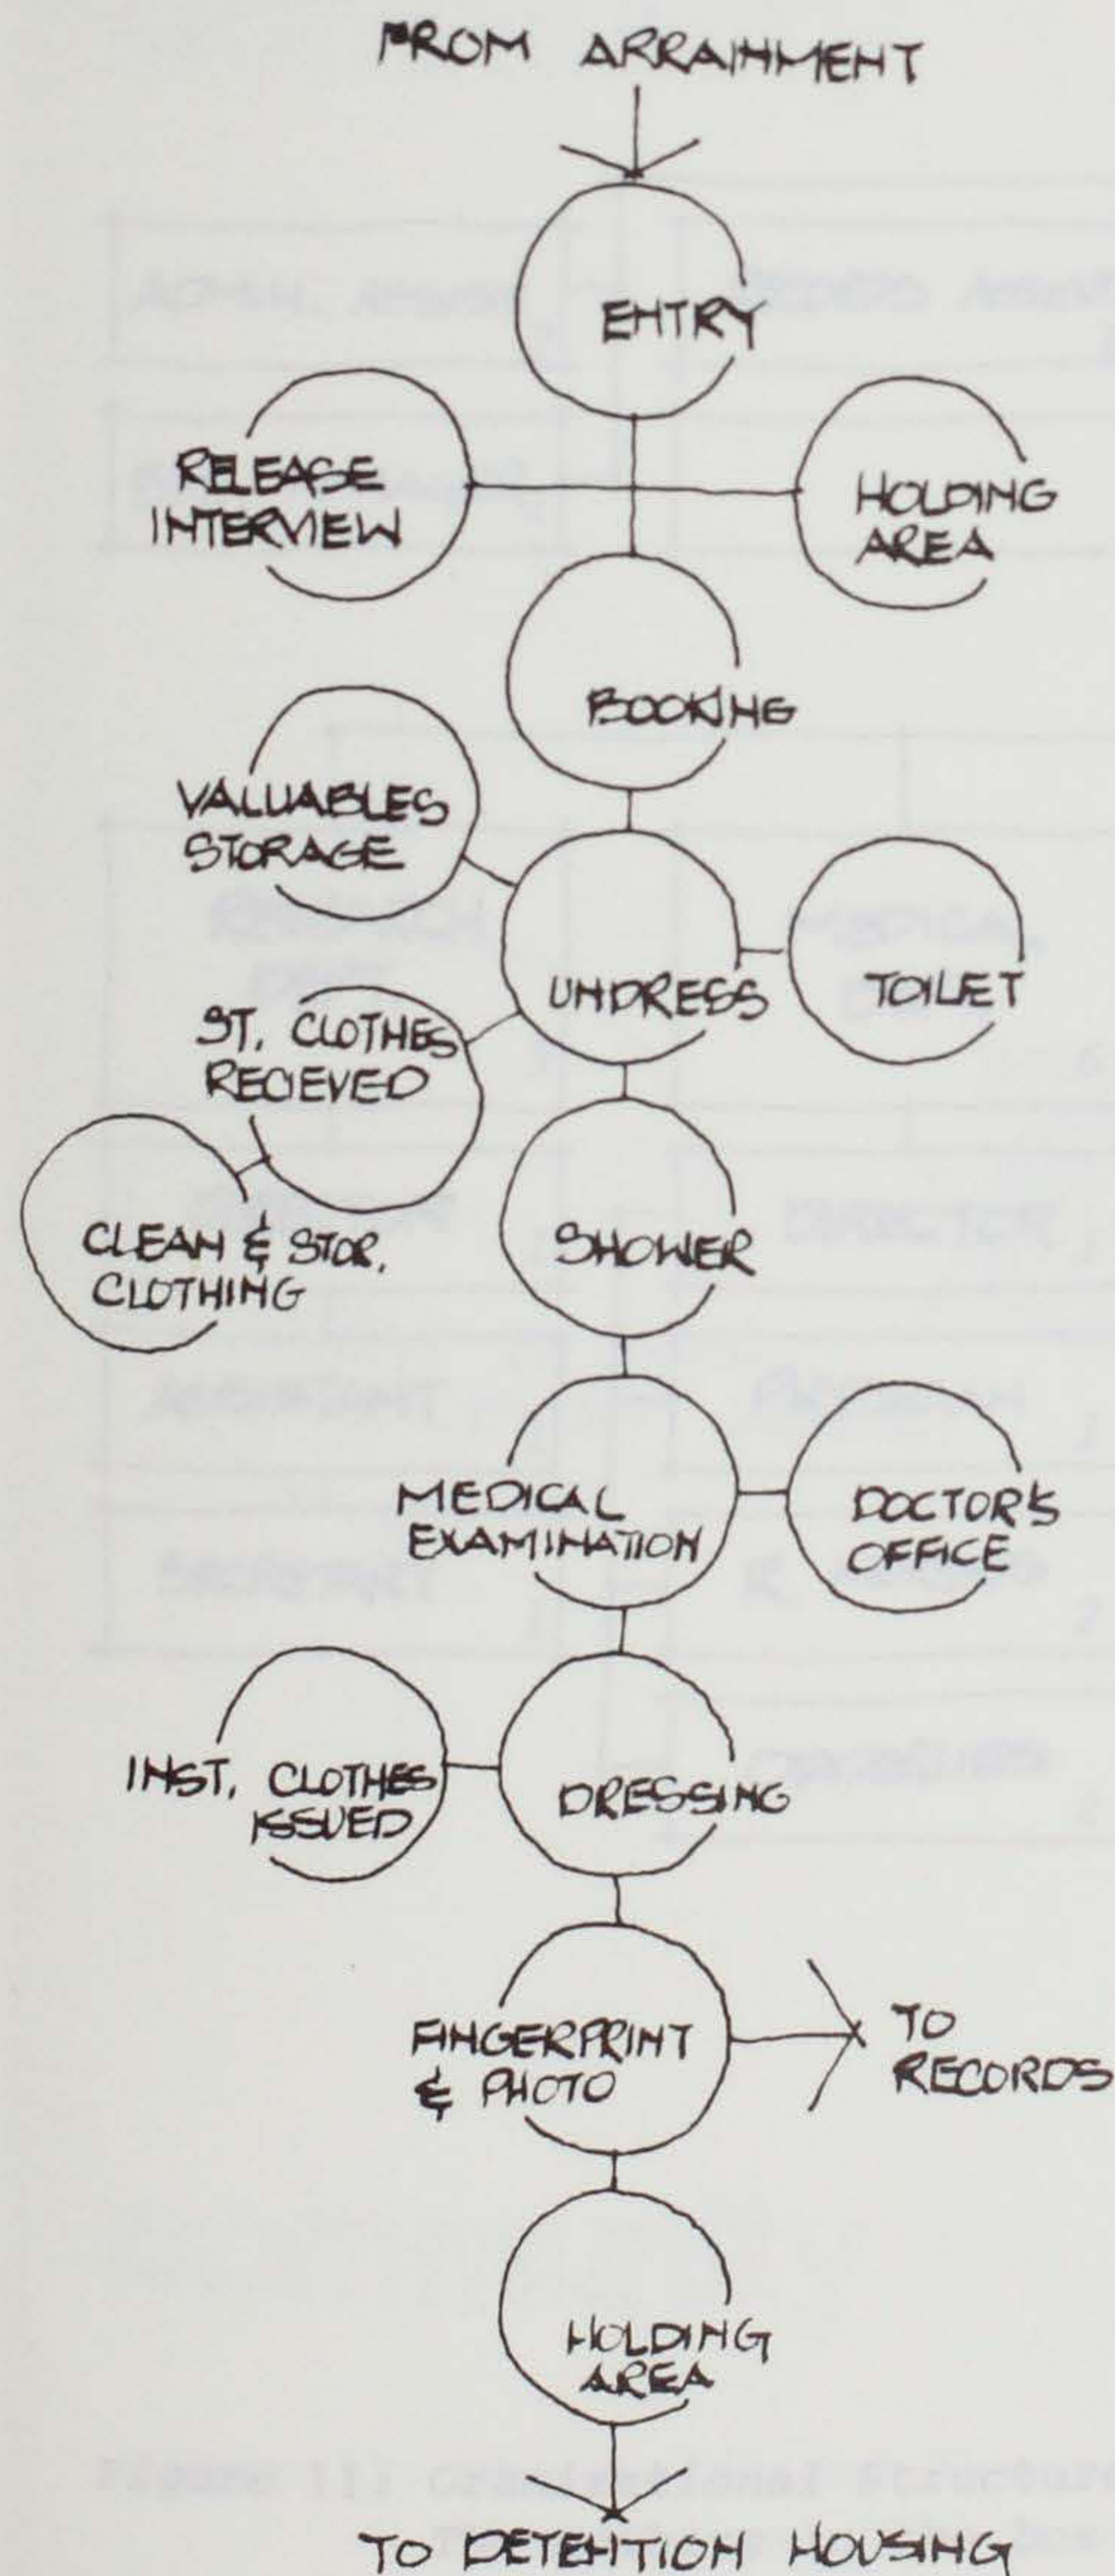 FROM ARRAINMENT
ENTRY
RELEASE
INTERVIEW
HOLDING
AREA
BOOKING
VALUABLES
STORAGE
UNDRESS
TOILET
ST. CLOTHES
RECIEVED
CLEAN & STOR.
CLOTHING
SHOWER
MEDICAL
EXAMINATION
DOCTOR'S
OFFICE
INST. CLOTHES
ISSUED
DRESSING
FINGERPRINT
& PHOTO
TO
RECORDS
HOLDING
AREA
TO DETENTION HOUSING